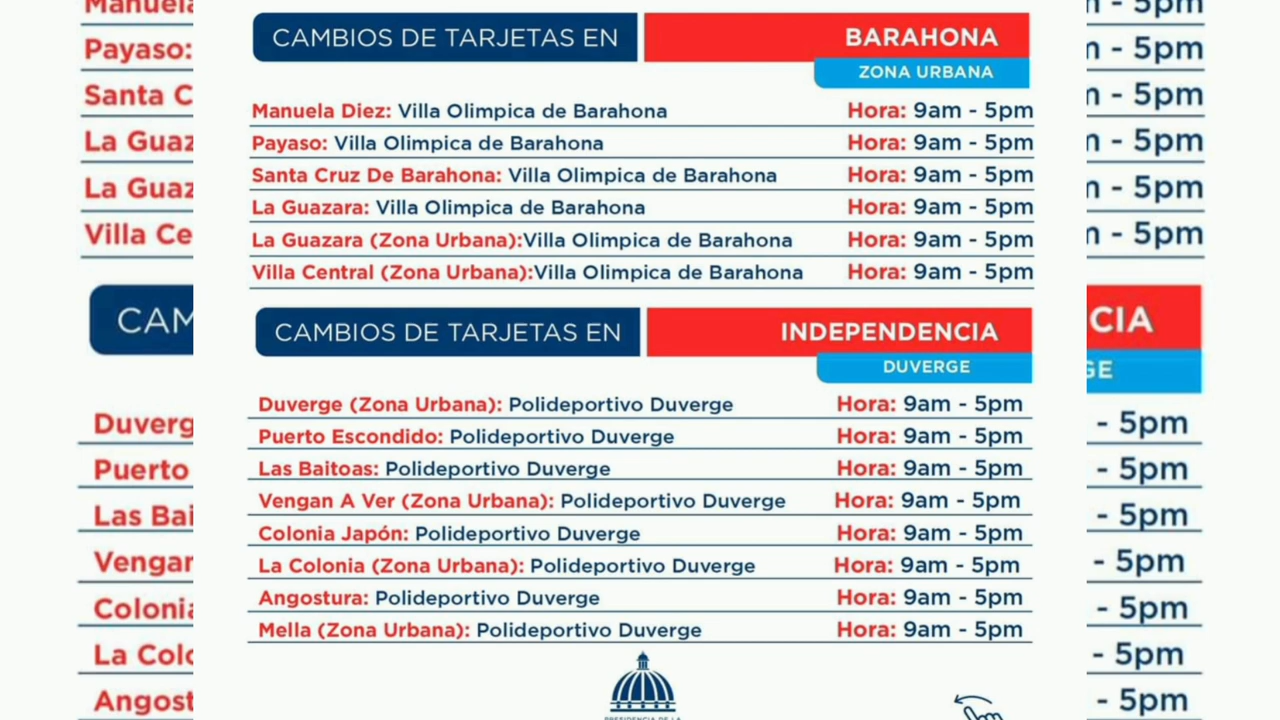 CAMBIOS DE TARJETAS EN BARAHONA
ZONA URBANA
Manuela Diez: Villa Olimpica de Barahona Hora: 9am - 5pm
Payaso: Villa Olimpica de Barahona Hora: 9am - 5pm
Santa Cruz De Barahona: Villa Olimpica de Barahona Hora: 9am - 5pm
La Guazara: Villa Olimpica de Barahona Hora: 9am - 5pm
La Guazara (Zona Urbana):Villa Olimpica de Barahona Hora: 9am - 5pm
Villa Central (Zona Urbana):Villa Olimpica de Barahona Hora: 9am - 5pm
CAMBIOS DE TARJETAS EN INDEPENDENCIA
DUVERGE
Duverge (Zona Urbana): Polideportivo Duverge Hora: 9am - 5pm
Puerto Escondido: Polideportivo Duverge Hora: 9am - 5pm
Las Baitoas: Polideportivo Duverge Hora: 9am - 5pm
Vengan A Ver (Zona Urbana): Polideportivo Duverge Hora: 9am - 5pm
Colonia Japón: Polideportivo Duverge Hora: 9am - 5pm
La Colonia (Zona Urbana): Polideportivo Duverge Hora: 9am - 5pm
Angostura: Polideportivo Duverge Hora: 9am - 5pm
Mella (Zona Urbana): Polideportivo Duverge Hora: 9am - 5pm